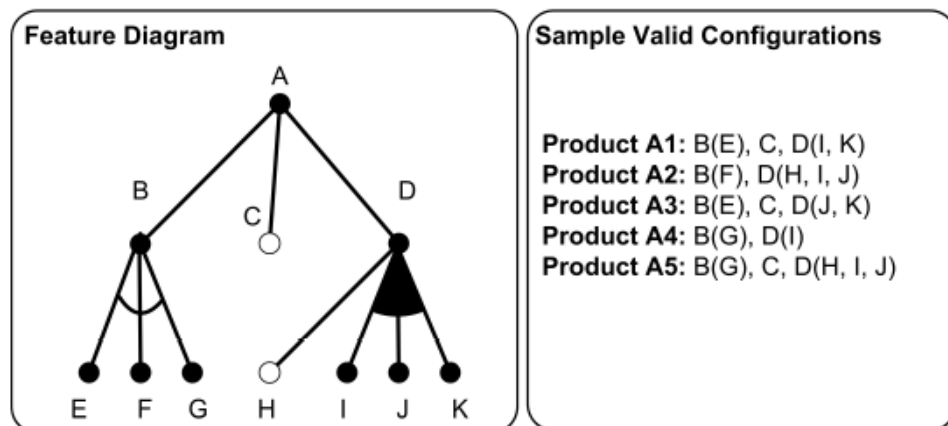 Feature Diagram
A
B
D
C
E F G H I J K
Sample Valid Configurations
Product A1: B(E), C, D(I, K)
Product A2: B(F), D(H, I, J)
Product A3: B(E), C, D(J, K)
Product A4: B(G), D(I)
Product A5: B(G), C, D(H, I, J)